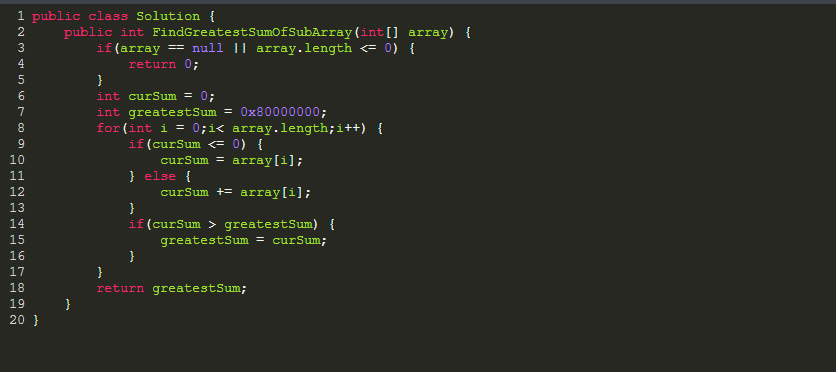 1 public class Solution {
2     public int FindGreatestSumOfSubArray(int[] array) {
3         if(array == null || array.length <= 0) {
4             return 0;
5         }
6         int curSum = 0;
7         int greatestSum = 0x80000000;
8         for(int i = 0;i< array.length;i++) {
9             if(curSum <= 0) {
10                 curSum = array[i];
11             } else {
12                 curSum += array[i];
13             }
14             if(curSum > greatestSum) {
15                 greatestSum = curSum;
16             }
17         }
18         return greatestSum;
19     }
20 }